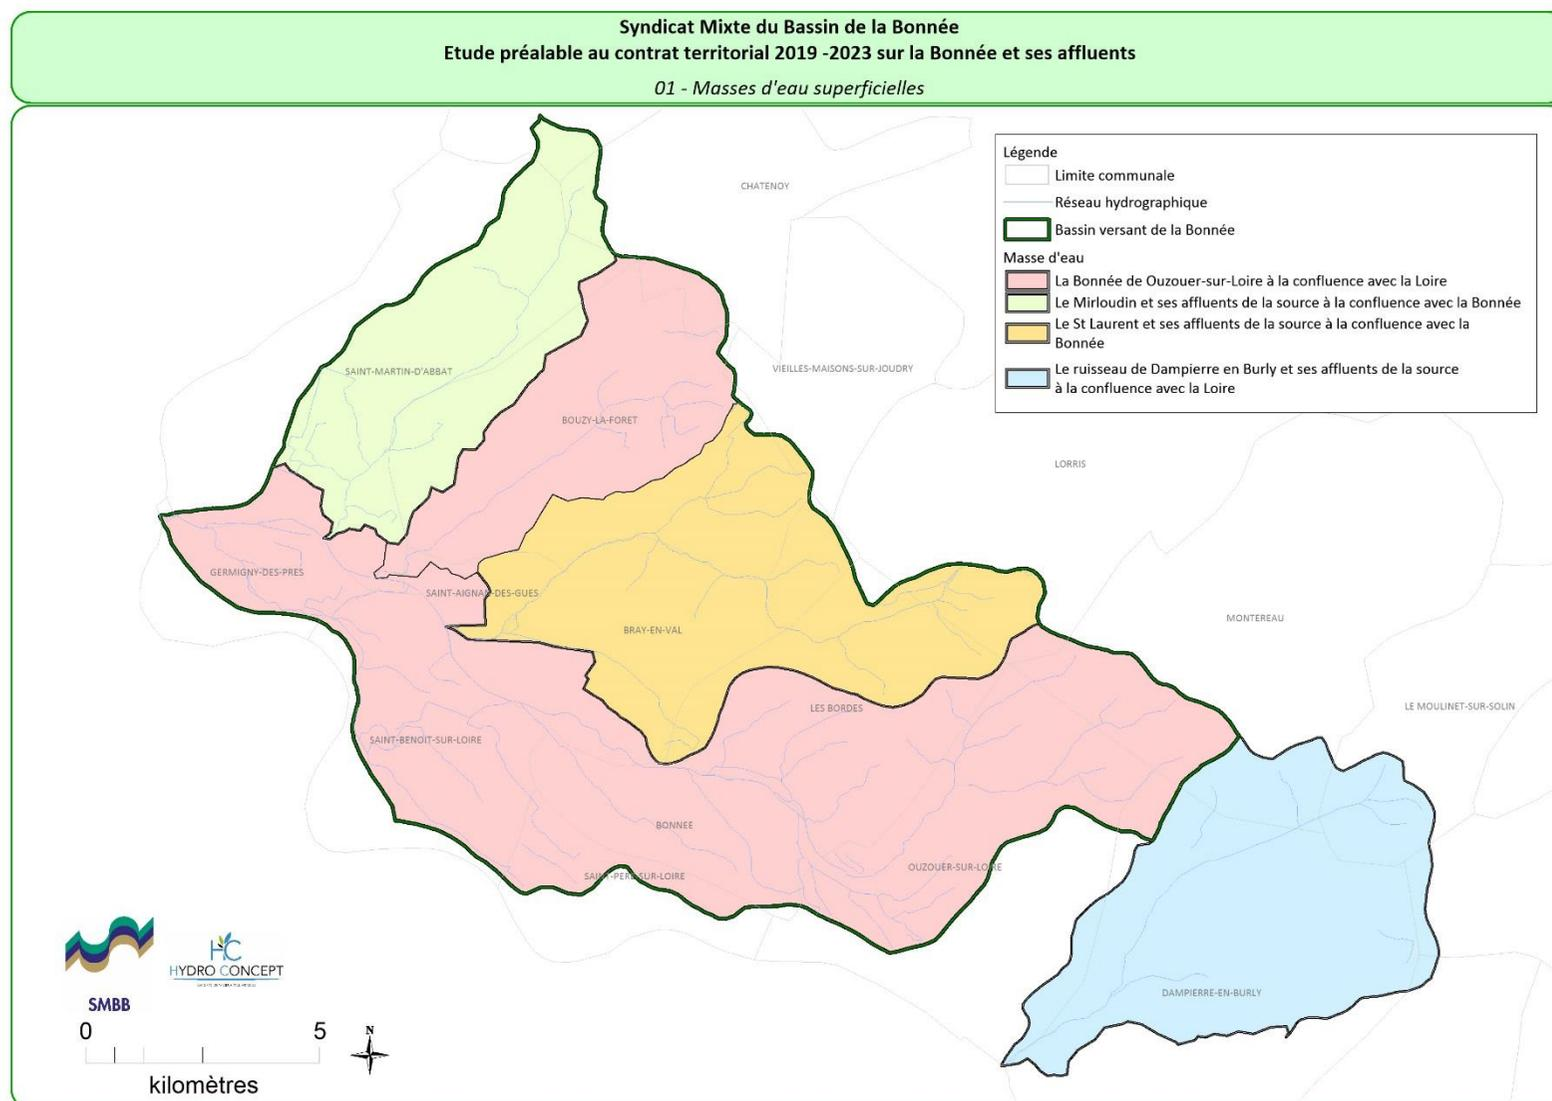 Syndicat Mixte du Bassin de la Bonnée
Etude préalable au contrat territorial 2019 -2023 sur la Bonnée et ses affluents
01 - Masses d'eau superficielles
Légende
Limite communale
Réseau hydrographique
Bassin versant de la Bonnée
Masse d'eau
La Bonnée de Ouzouer-sur-Loire à la confluence avec la Loire
Le Mirloudin et ses affluents de la source à la confluence avec la Bonnée
Le St Laurent et ses affluents de la source à la confluence avec la
Bonnée
Le ruisseau de Dampierre en Burly et ses affluents de la source
à la confluence avec la Loire
CHATENOY
SAINT-MARTIN-D'ABBAT
VIEILLES-MAISONS-SUR-JOUDRY
BOUZY-LA-FORET
LORRIS
GERMIGNY-DES-PRES
SAINT-AIGNAN-DES-GUES
BRAY-EN-VAL
MONTEREAU
LES BORDES
LE MOULINET-SUR-SOLIN
SAINT-BENOIT-SUR-LOIRE
BONNEE
OUZOUER-SUR-LOIRE
SAINT-PERE-SUR-LOIRE
DAMPIERRE-EN-BURLY
SMBB
HC
HYDRO CONCEPT
0 5
kilomètres
N